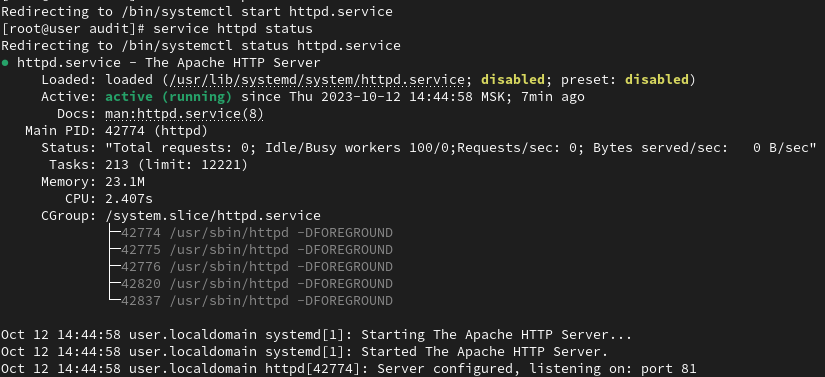 Redirecting to /bin/systemctl start httpd.service
[root@user audit]# service httpd status
Redirecting to /bin/systemctl status httpd.service
● httpd.service - The Apache HTTP Server
Loaded: loaded (/usr/lib/systemd/system/httpd.service; disabled; preset: disabled)
Active: active (running) since Thu 2023-10-12 14:44:58 MSK; 7min ago
Docs: man:httpd.service(8)
Main PID: 42774 (httpd)
Status: "Total requests: 0; Idle/Busy workers 100/0;Requests/sec: 0; Bytes served/sec:   0 B/sec"
Tasks: 213 (limit: 12221)
Memory: 23.1M
CPU: 2.407s
CGroup: /system.slice/httpd.service
├─42774 /usr/sbin/httpd -DFOREGROUND
├─42775 /usr/sbin/httpd -DFOREGROUND
├─42776 /usr/sbin/httpd -DFOREGROUND
├─42820 /usr/sbin/httpd -DFOREGROUND
└─42837 /usr/sbin/httpd -DFOREGROUND
Oct 12 14:44:58 user.localdomain systemd[1]: Starting The Apache HTTP Server...
Oct 12 14:44:58 user.localdomain systemd[1]: Started The Apache HTTP Server.
Oct 12 14:44:58 user.localdomain httpd[42774]: Server configured, listening on: port 81